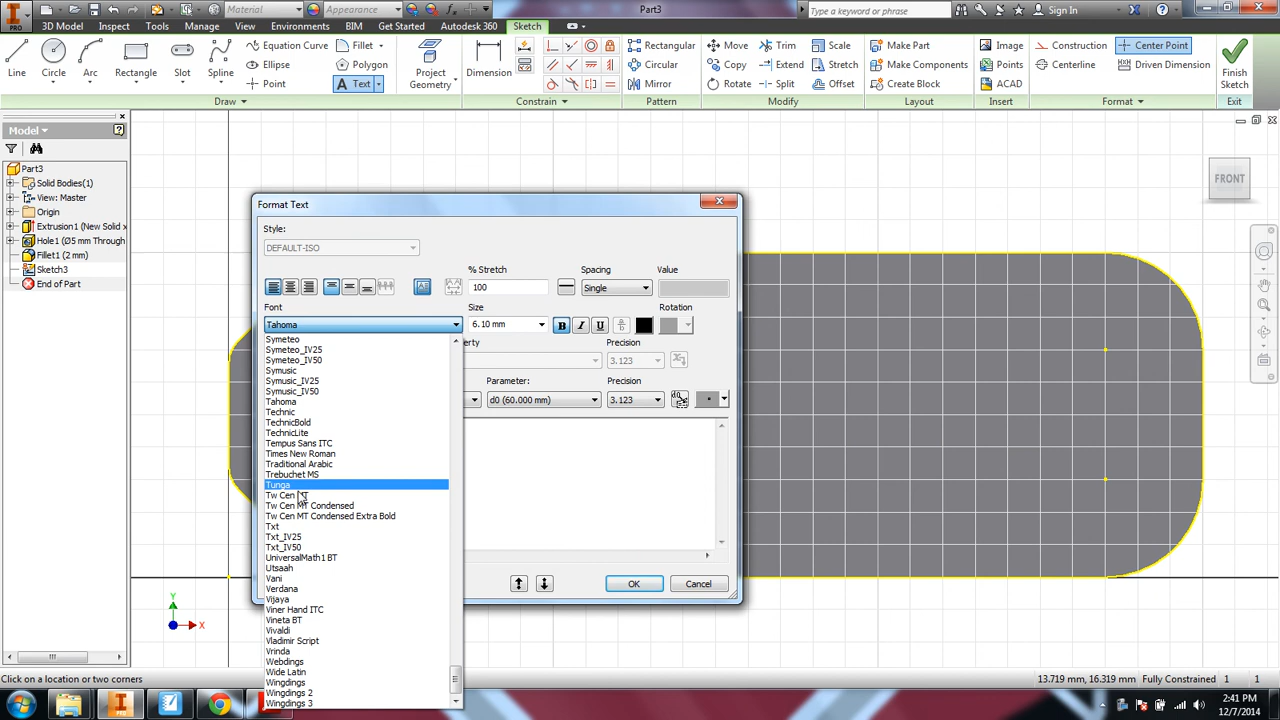 PRO
Material
Appearance
Part3
Type a keyword or phrase
Sign In
3D Model
Inspect
Tools
Manage
View
Environments
BIM
Get Started
Autodesk 360
Sketch
Line
Circle
Arc
Rectangle
Slot
Spline
Equation Curve
Ellipse
Point
Fillet
Polygon
Text
Project
Geometry
Dimension
Rectangular
Circular
Mirror
Move
Copy
Rotate
Trim
Extend
Split
Scale
Stretch
Offset
Make Part
Make Components
Create Block
Image
Points
ACAD
Construction
Centerline
Center Point
Driven Dimension
Finish
Sketch
Draw
Constrain
Pattern
Modify
Layout
Insert
Format
Exit
Model
Part3
Solid Bodies(1)
View: Master
Origin
Extrusion1 (New Solid x
Hole1 (Ø5 mm Through
Fillet1 (2 mm)
Sketch3
End of Part
FRONT
Format Text
Style:
DEFAULT-ISO
% Stretch
Spacing
Value
100
Single
Font
Size
Rotation
Tahoma
6.10 mm
B
I
U
erty
Precision
3.123
Parameter:
Precision
d0 (60.000 mm)
3.123
Symeteo
Symeteo_IV25
Symeteo_IV50
Symusic
Symusic_IV25
Symusic_IV50
Tahoma
Technic
TechnicBold
TechnicLite
Tempus Sans ITC
Times New Roman
Traditional Arabic
Trebuchet MS
Tunga
Tw Cen MT
Tw Cen MT Condensed
Tw Cen MT Condensed Extra Bold
Txt
Txt_IV25
Txt_IV50
UniversalMath1 BT
Utsaah
Vani
Verdana
Vijaya
Viner Hand ITC
Vineta BT
Vivaldi
Vladimir Script
Vrinda
Webdings
Wide Latin
Wingdings
Wingdings 2
Wingdings 3
OK
Cancel
Y
X
Click on a location or two corners
13.719 mm, 16.319 mm
Fully Constrained
1
1
PRO
2:41 PM
12/7/2014